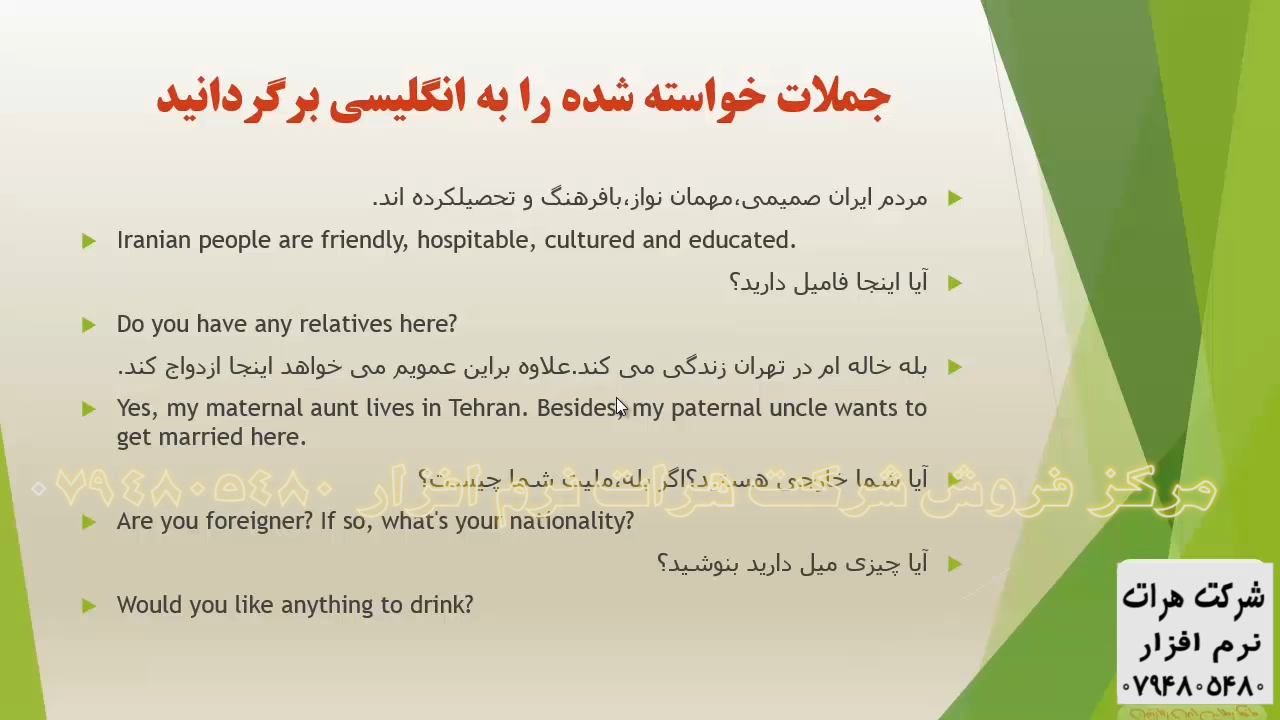 جملات خواسته شده را به انگلیسی برگردانید
مردم ایران صمیمی،مهمان نواز،بافرهنگ و تحصیلکرده اند.
Iranian people are friendly, hospitable, cultured and educated.
آیا اینجا فامیل دارید؟
Do you have any relatives here?
بله خاله ام در تهران زندگی می کند.علاوه براین عمویم می خواهد اینجا ازدواج کند.
Yes, my maternal aunt lives in Tehran. Besides, my paternal uncle wants to
get married here.
آیا شما خارجی هستید؟اگر بله،ملیت شما چیست؟
مرکز فروش شرکت هرات نرم افزار ۰۷۹۴۸۰۵۴۸۰
Are you foreigner? If so, what's your nationality?
آیا چیزی میل دارید بنوشید؟
Would you like anything to drink?
شرکت هرات
نرم افزار
۰۷۹۴۸۰۵۴۸۰